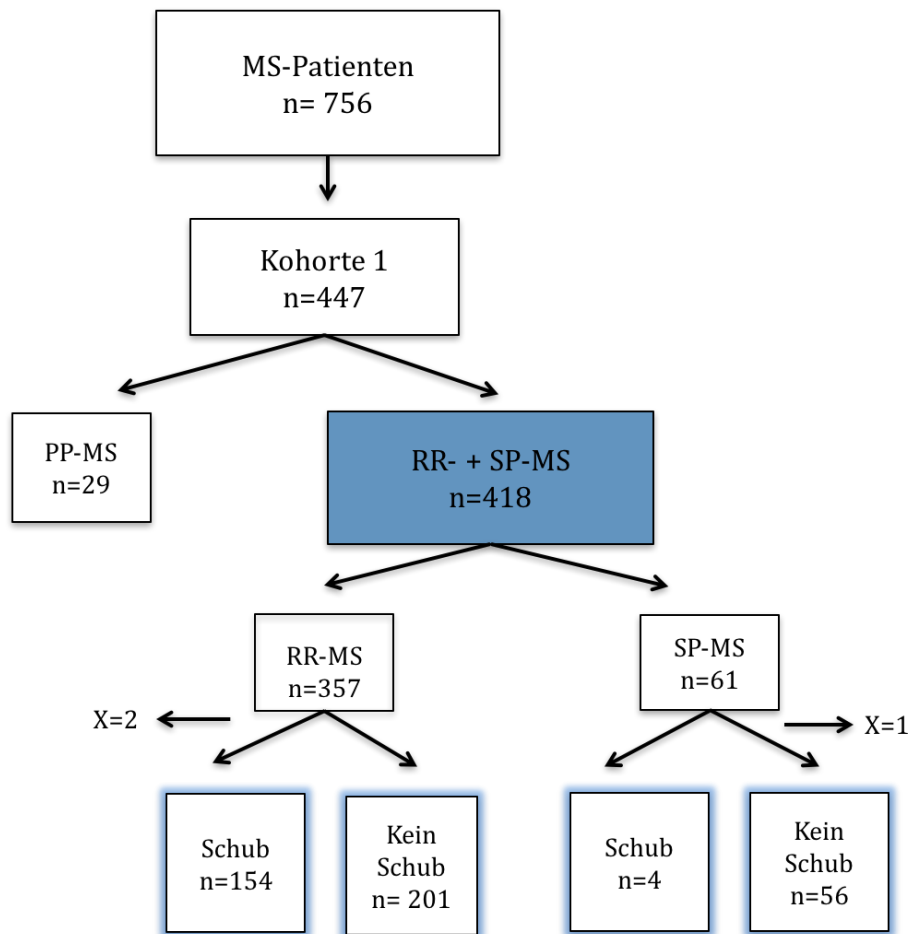 MS-Patienten
n= 756
Kohorte 1
n=447
PP-MS
n=29
RR- + SP-MS
n=418
RR-MS
n=357
SP-MS
n=61
X=2
X=1
Schub
n=154
Kein
Schub
n= 201
Schub
n=4
Kein
Schub
n=56